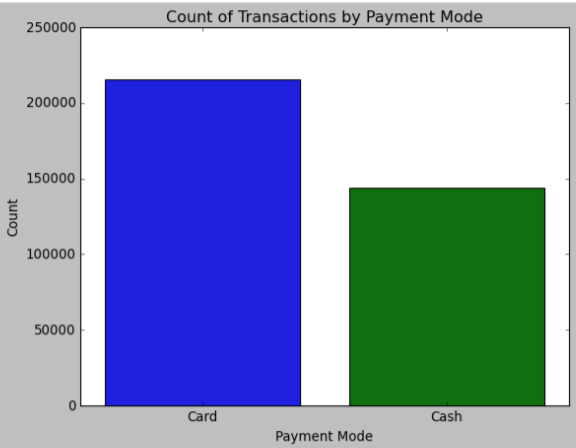 Count of Transactions by Payment Mode
250000
200000
150000
100000
50000
0
Count
Card Cash
Payment Mode